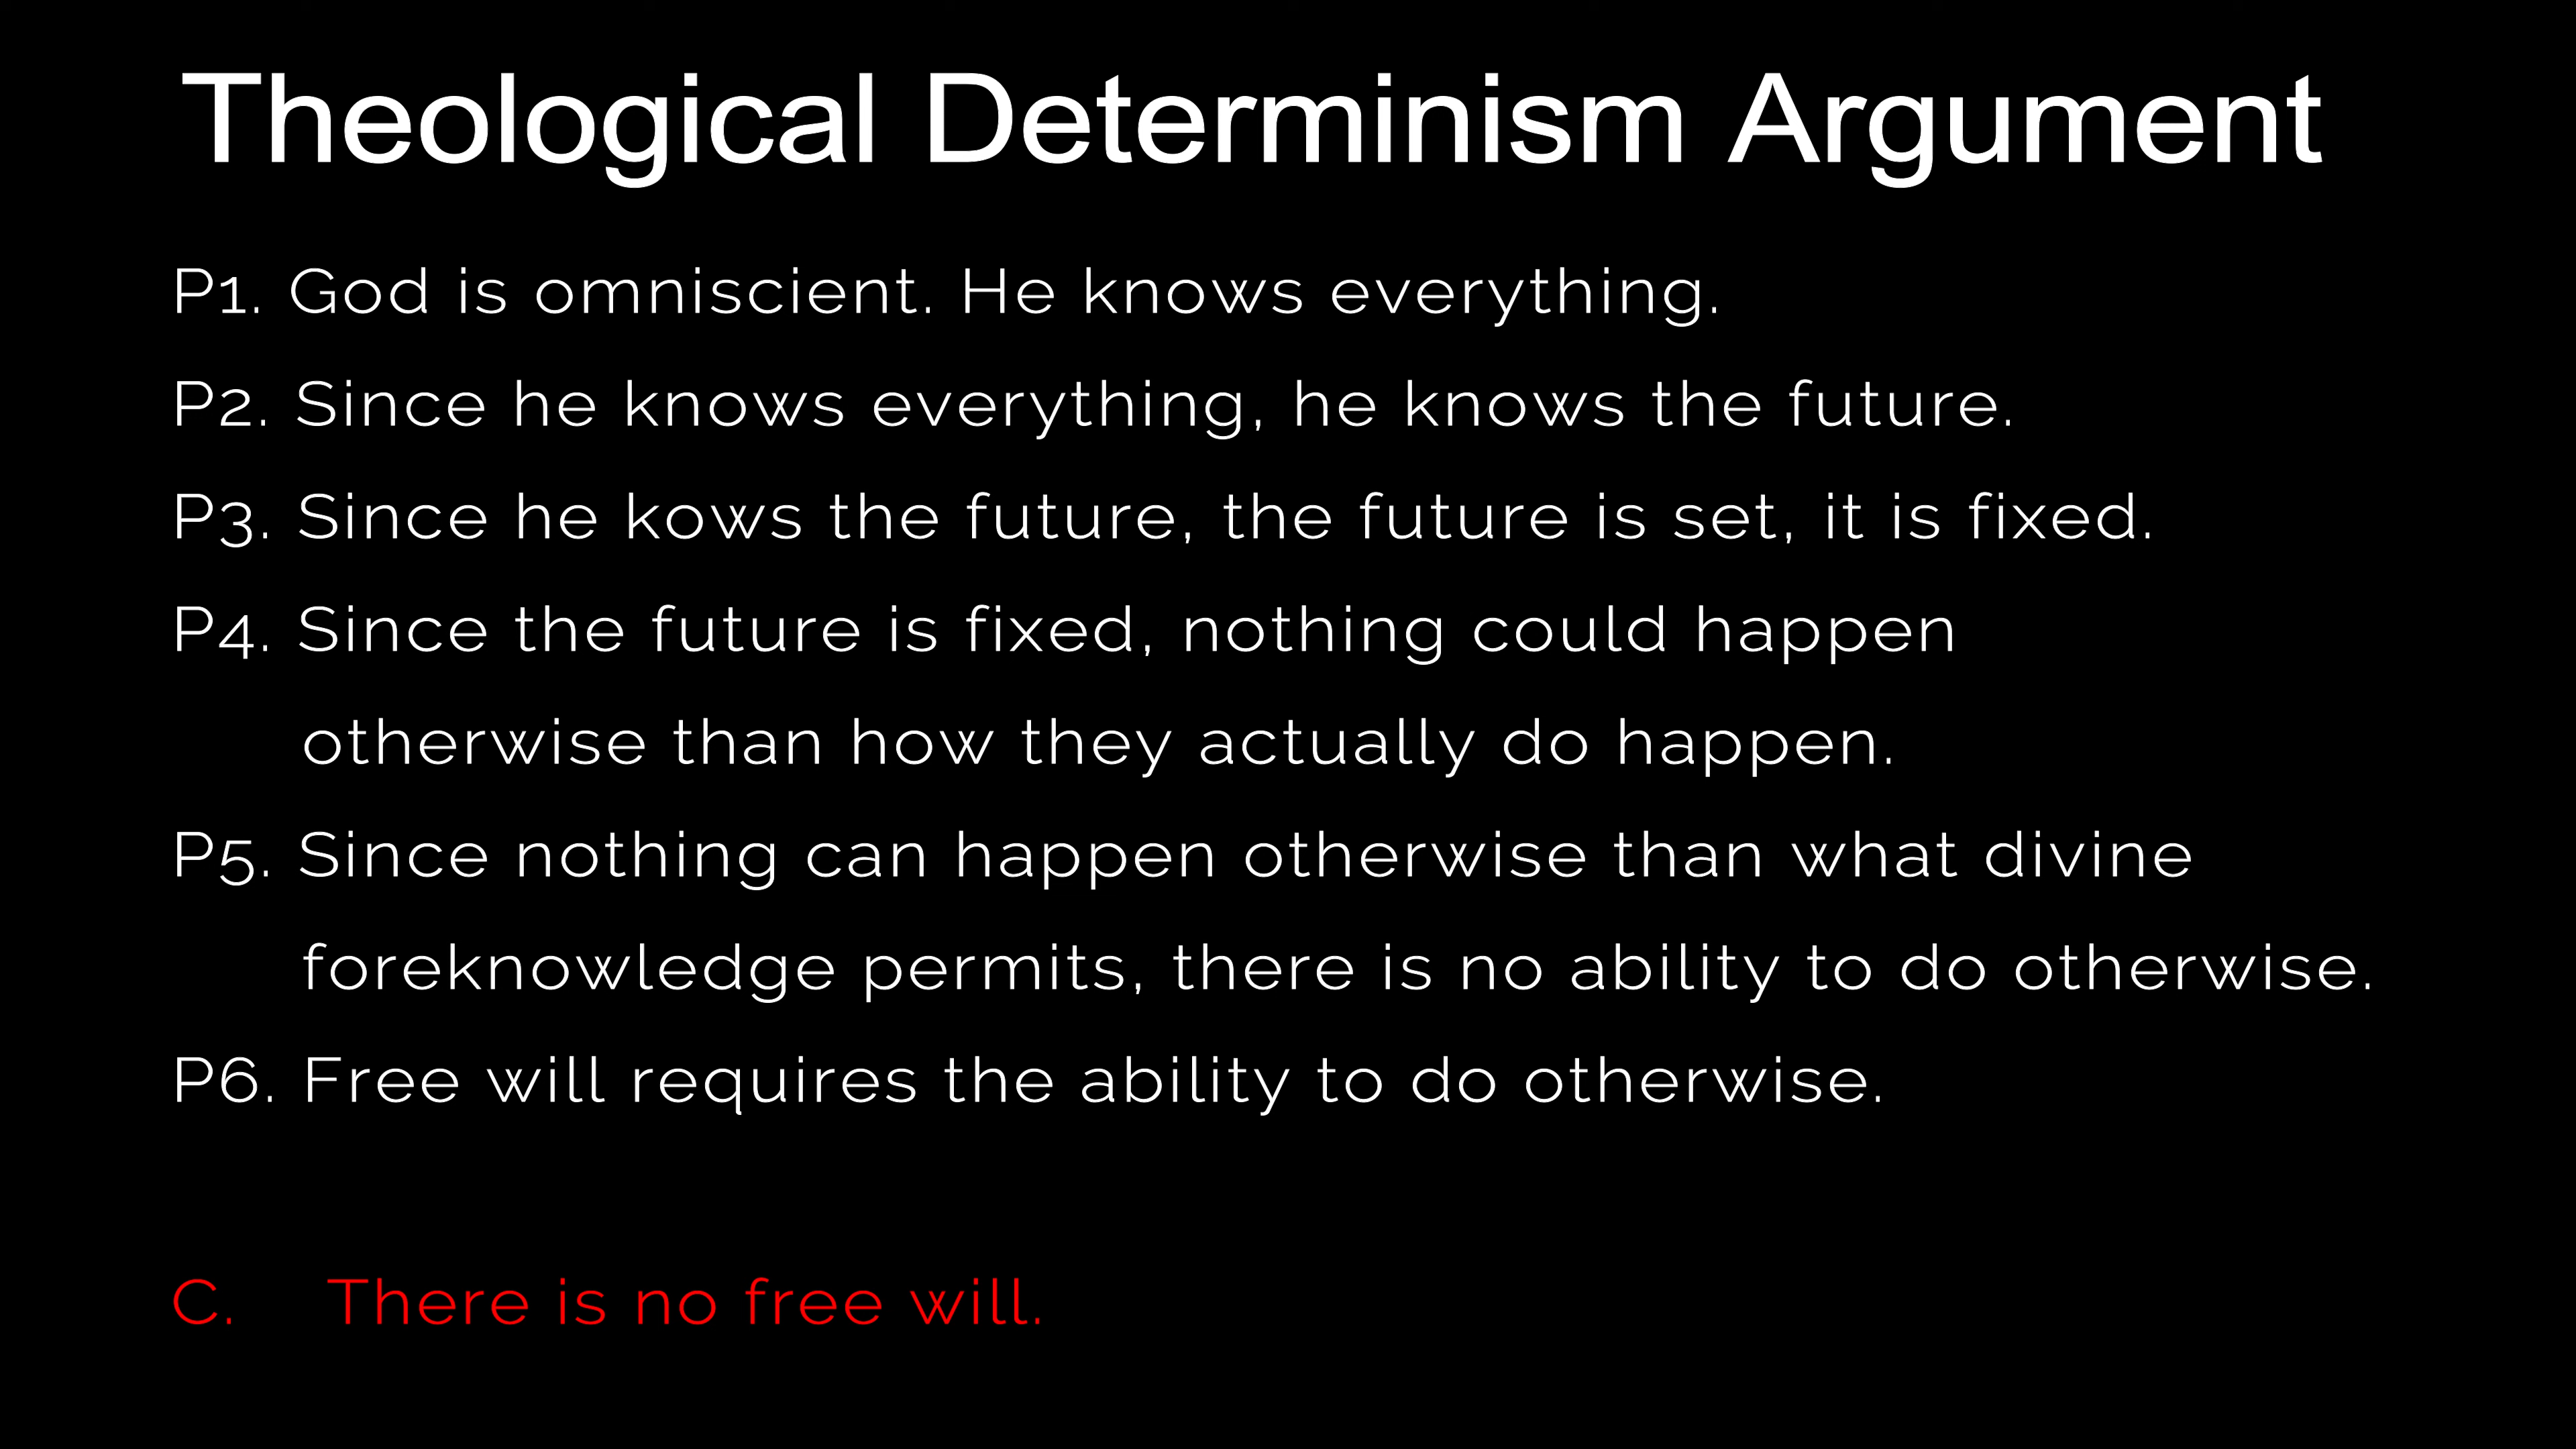 Theological Determinism Argument
P1. God is omniscient. He knows everything.
P2. Since he knows everything, he knows the future.
P3. Since he kows the future, the future is set, it is fixed.
P4. Since the future is fixed, nothing could happen
otherwise than how they actually do happen.
P5. Since nothing can happen otherwise than what divine
foreknowledge permits, there is no ability to do otherwise.
P6. Free will requires the ability to do otherwise.
C. There is no free will.